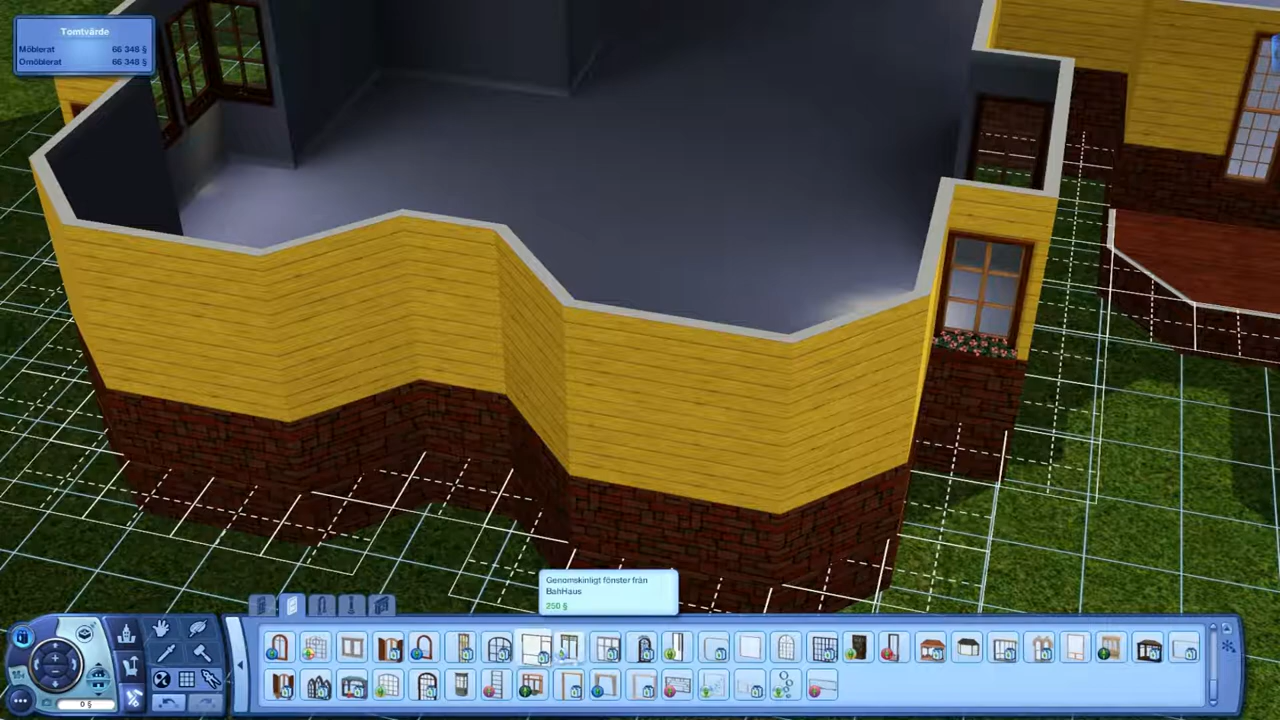 Tomtvärde
Möblerat 66 348 §
Omöblerat 66 348 §
Genomskinligt fönster från
BahHaus
250 §
0 §